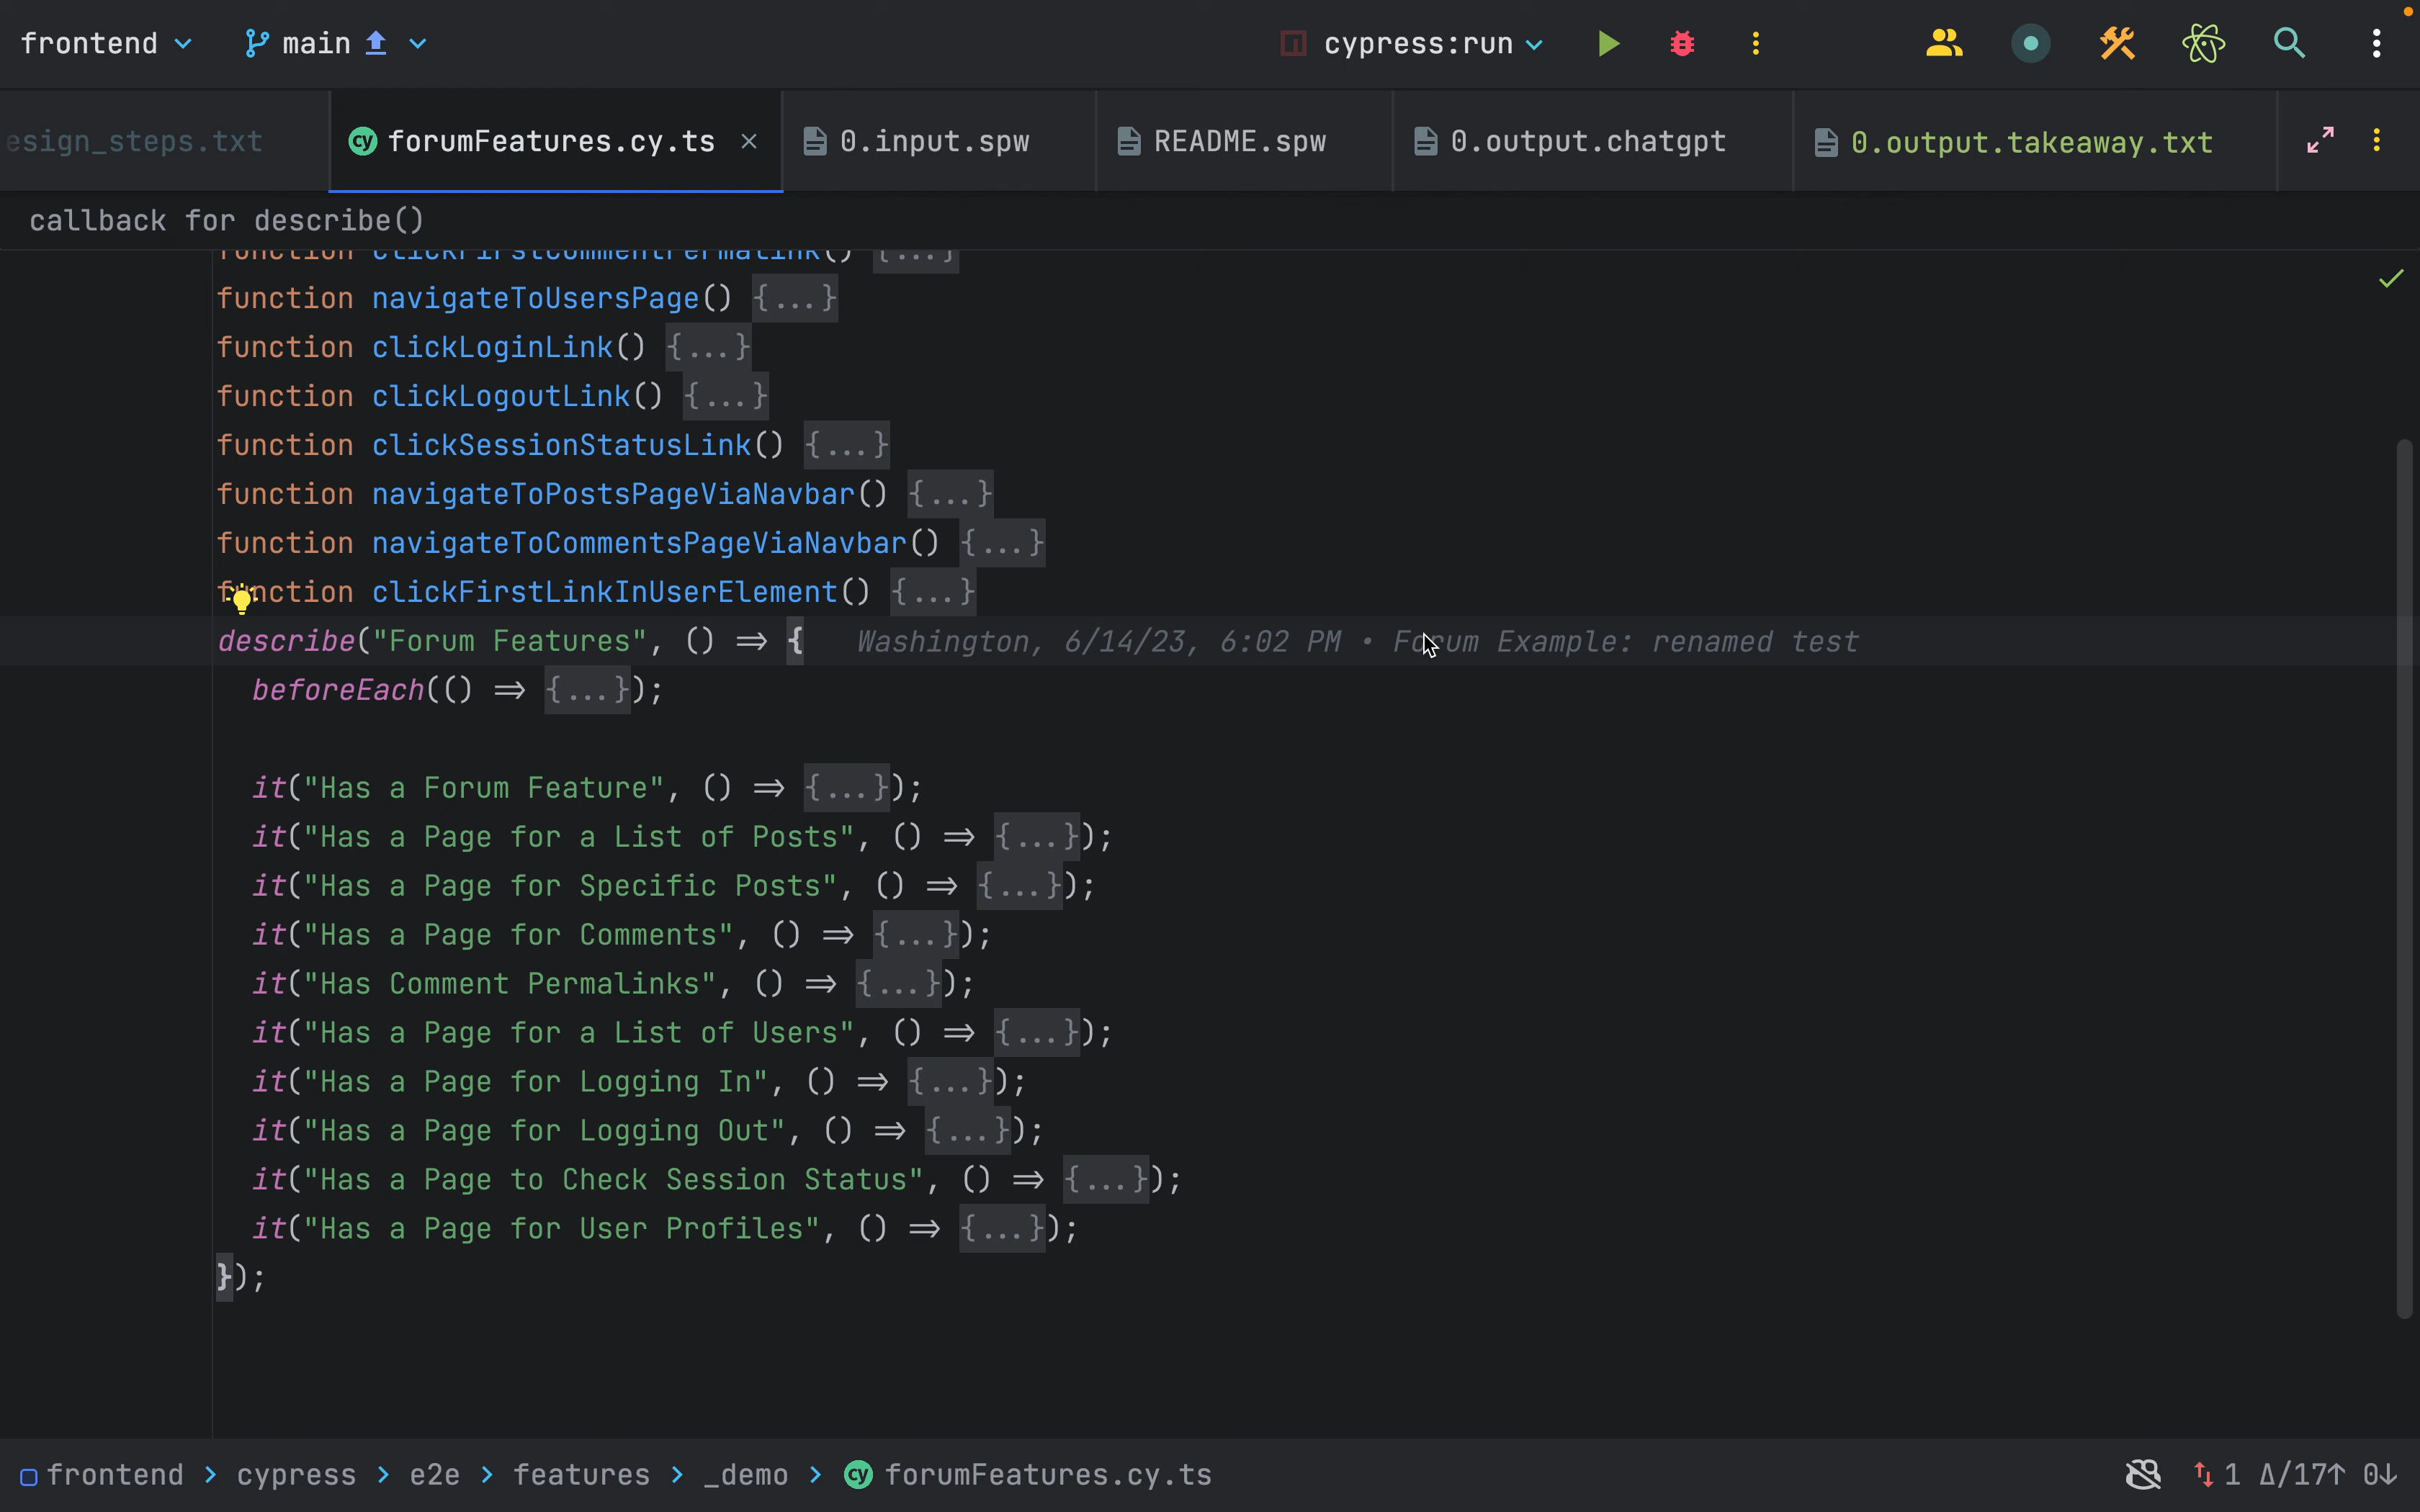 frontend main cypress:run
esign_steps.txt forumFeatures.cy.ts 0.input.spw README.spw 0.output.chatgpt 0.output.takeaway.txt
callback for describe()
function clickFirstCommentPermalink() {...}
function navigateToUsersPage() {...}
function clickLoginLink() {...}
function clickLogoutLink() {...}
function clickSessionStatusLink() {...}
function navigateToPostsPageViaNavbar() {...}
function navigateToCommentsPageViaNavbar() {...}
function clickFirstLinkInUserElement() {...}
describe("Forum Features", () ⇒ { Washington, 6/14/23, 6:02 PM • Forum Example: renamed test
beforeEach(() ⇒ {...});
it("Has a Forum Feature", () ⇒ {...});
it("Has a Page for a List of Posts", () ⇒ {...});
it("Has a Page for Specific Posts", () ⇒ {...});
it("Has a Page for Comments", () ⇒ {...});
it("Has Comment Permalinks", () ⇒ {...});
it("Has a Page for a List of Users", () ⇒ {...});
it("Has a Page for Logging In", () ⇒ {...});
it("Has a Page for Logging Out", () ⇒ {...});
it("Has a Page to Check Session Status", () ⇒ {...});
it("Has a Page for User Profiles", () ⇒ {...});
});
frontend > cypress > e2e > features > _demo > cy forumFeatures.cy.ts 1 Δ/17↑ 0↓